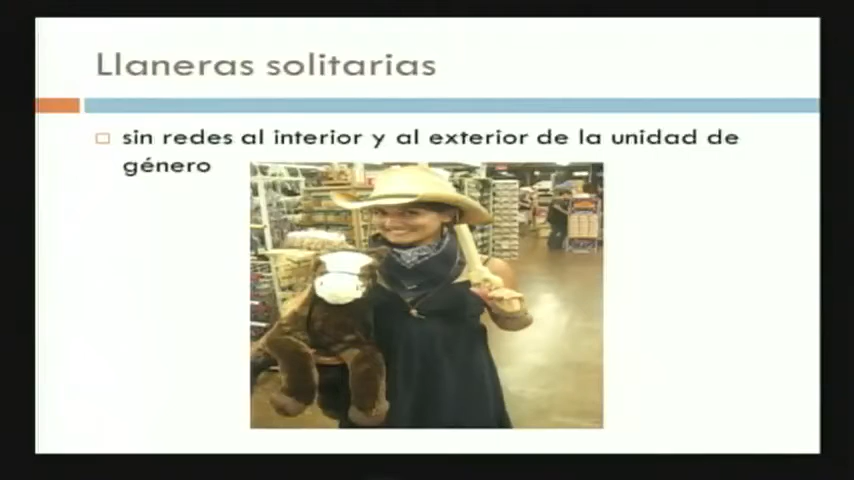 Llaneras solitarias
sin redes al interior y al exterior de la unidad de
género